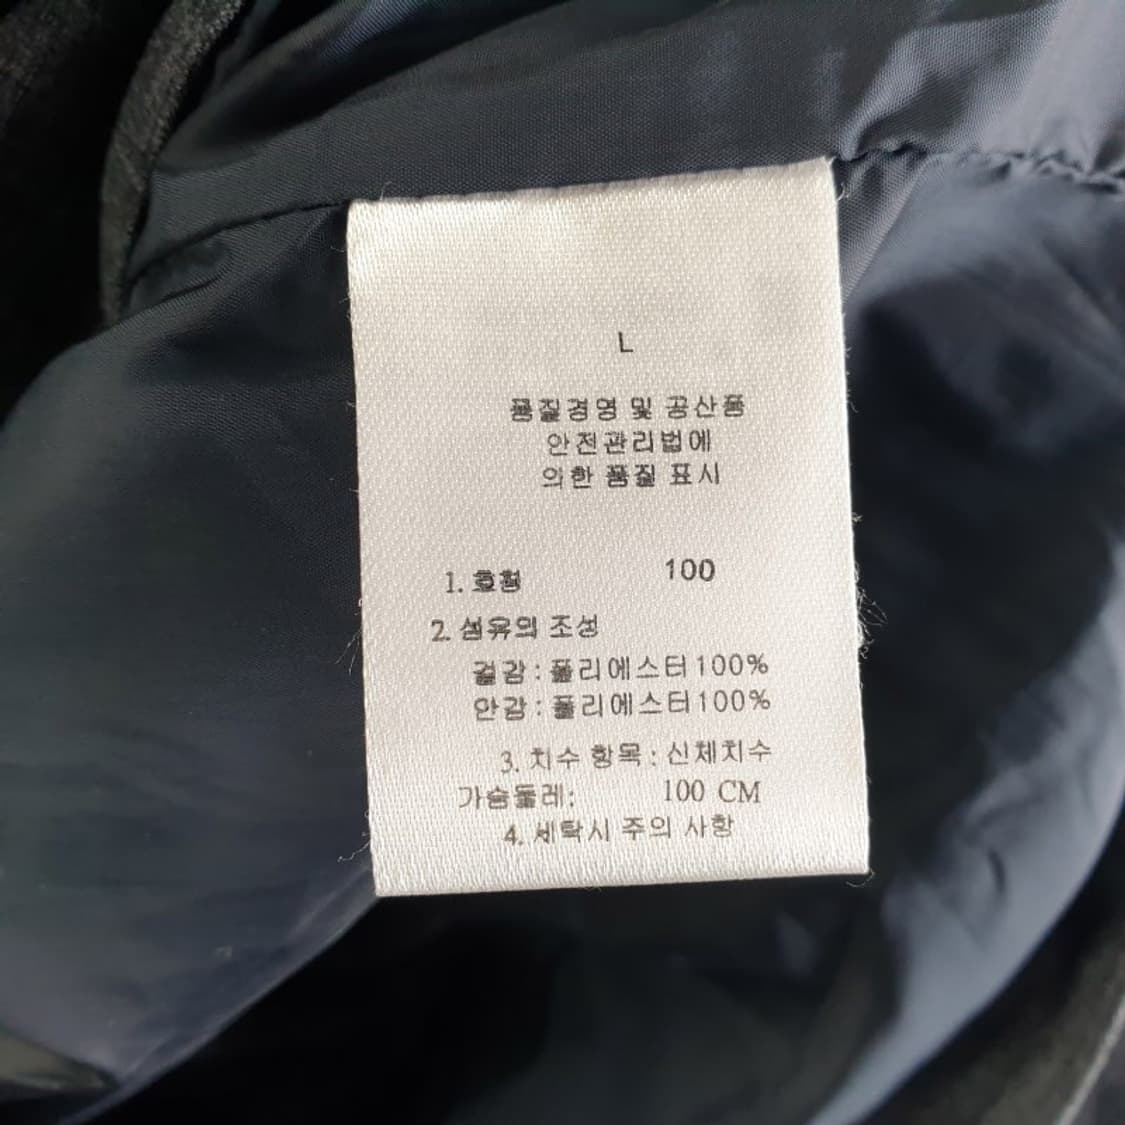 L
품질경영 및 공산품
안전관리법에
의한 품질 표시
1. 호칭 100
2. 섬유의 조성
겉감 : 폴리에스터100%
안감 : 폴리에스터100%
3. 치수 항목 : 신체치수
가슴둘레: 100 CM
4. 세탁시 주의 사항